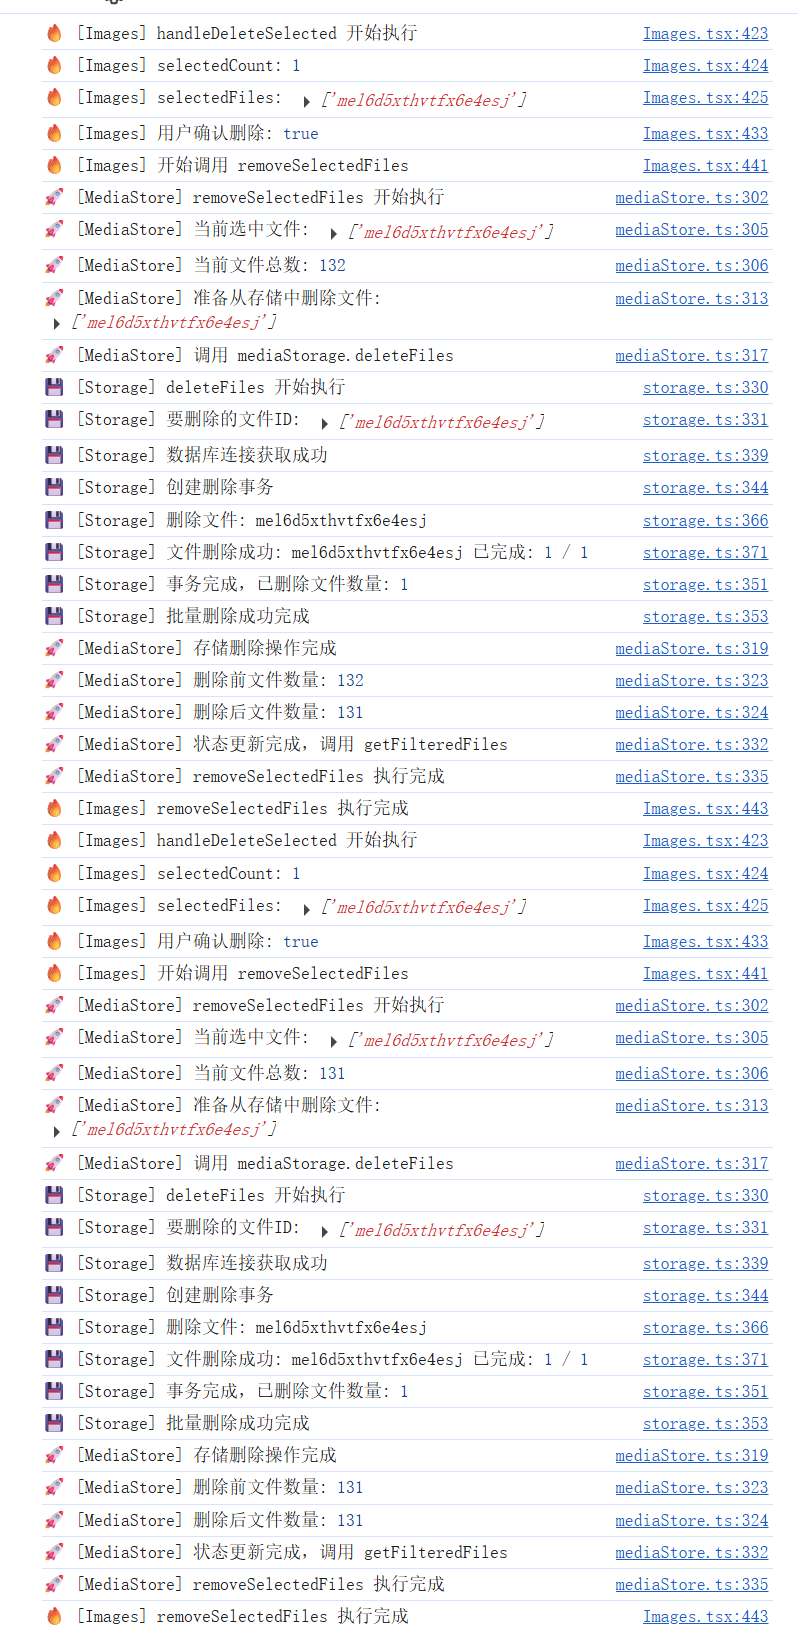 [Images] handleDeleteSelected 开始执行 Images.tsx:423
[Images] selectedCount: 1 Images.tsx:424
[Images] selectedFiles: ['mel6d5xthvtfx6e4esj'] Images.tsx:425
[Images] 用户确认删除: true Images.tsx:433
[Images] 开始调用 removeSelectedFiles Images.tsx:441
[MediaStore] removeSelectedFiles 开始执行 mediaStore.ts:302
[MediaStore] 当前选中文件: ['mel6d5xthvtfx6e4esj'] mediaStore.ts:305
[MediaStore] 当前文件总数: 132 mediaStore.ts:306
[MediaStore] 准备从存储中删除文件: mediaStore.ts:313
['mel6d5xthvtfx6e4esj']
[MediaStore] 调用 mediaStorage.deleteFiles mediaStore.ts:317
[Storage] deleteFiles 开始执行 storage.ts:330
[Storage] 要删除的文件ID: ['mel6d5xthvtfx6e4esj'] storage.ts:331
[Storage] 数据库连接获取成功 storage.ts:339
[Storage] 创建删除事务 storage.ts:344
[Storage] 删除文件: mel6d5xthvtfx6e4esj storage.ts:366
[Storage] 文件删除成功: mel6d5xthvtfx6e4esj 已完成: 1 / 1 storage.ts:371
[Storage] 事务完成，已删除文件数量: 1 storage.ts:351
[Storage] 批量删除成功完成 storage.ts:353
[MediaStore] 存储删除操作完成 mediaStore.ts:319
[MediaStore] 删除前文件数量: 132 mediaStore.ts:323
[MediaStore] 删除后文件数量: 131 mediaStore.ts:324
[MediaStore] 状态更新完成，调用 getFilteredFiles mediaStore.ts:332
[MediaStore] removeSelectedFiles 执行完成 mediaStore.ts:335
[Images] removeSelectedFiles 执行完成 Images.tsx:443
[Images] handleDeleteSelected 开始执行 Images.tsx:423
[Images] selectedCount: 1 Images.tsx:424
[Images] selectedFiles: ['mel6d5xthvtfx6e4esj'] Images.tsx:425
[Images] 用户确认删除: true Images.tsx:433
[Images] 开始调用 removeSelectedFiles Images.tsx:441
[MediaStore] removeSelectedFiles 开始执行 mediaStore.ts:302
[MediaStore] 当前选中文件: ['mel6d5xthvtfx6e4esj'] mediaStore.ts:305
[MediaStore] 当前文件总数: 131 mediaStore.ts:306
[MediaStore] 准备从存储中删除文件: mediaStore.ts:313
['mel6d5xthvtfx6e4esj']
[MediaStore] 调用 mediaStorage.deleteFiles mediaStore.ts:317
[Storage] deleteFiles 开始执行 storage.ts:330
[Storage] 要删除的文件ID: ['mel6d5xthvtfx6e4esj'] storage.ts:331
[Storage] 数据库连接获取成功 storage.ts:339
[Storage] 创建删除事务 storage.ts:344
[Storage] 删除文件: mel6d5xthvtfx6e4esj storage.ts:366
[Storage] 文件删除成功: mel6d5xthvtfx6e4esj 已完成: 1 / 1 storage.ts:371
[Storage] 事务完成，已删除文件数量: 1 storage.ts:351
[Storage] 批量删除成功完成 storage.ts:353
[MediaStore] 存储删除操作完成 mediaStore.ts:319
[MediaStore] 删除前文件数量: 131 mediaStore.ts:323
[MediaStore] 删除后文件数量: 131 mediaStore.ts:324
[MediaStore] 状态更新完成，调用 getFilteredFiles mediaStore.ts:332
[MediaStore] removeSelectedFiles 执行完成 mediaStore.ts:335
[Images] removeSelectedFiles 执行完成 Images.tsx:443